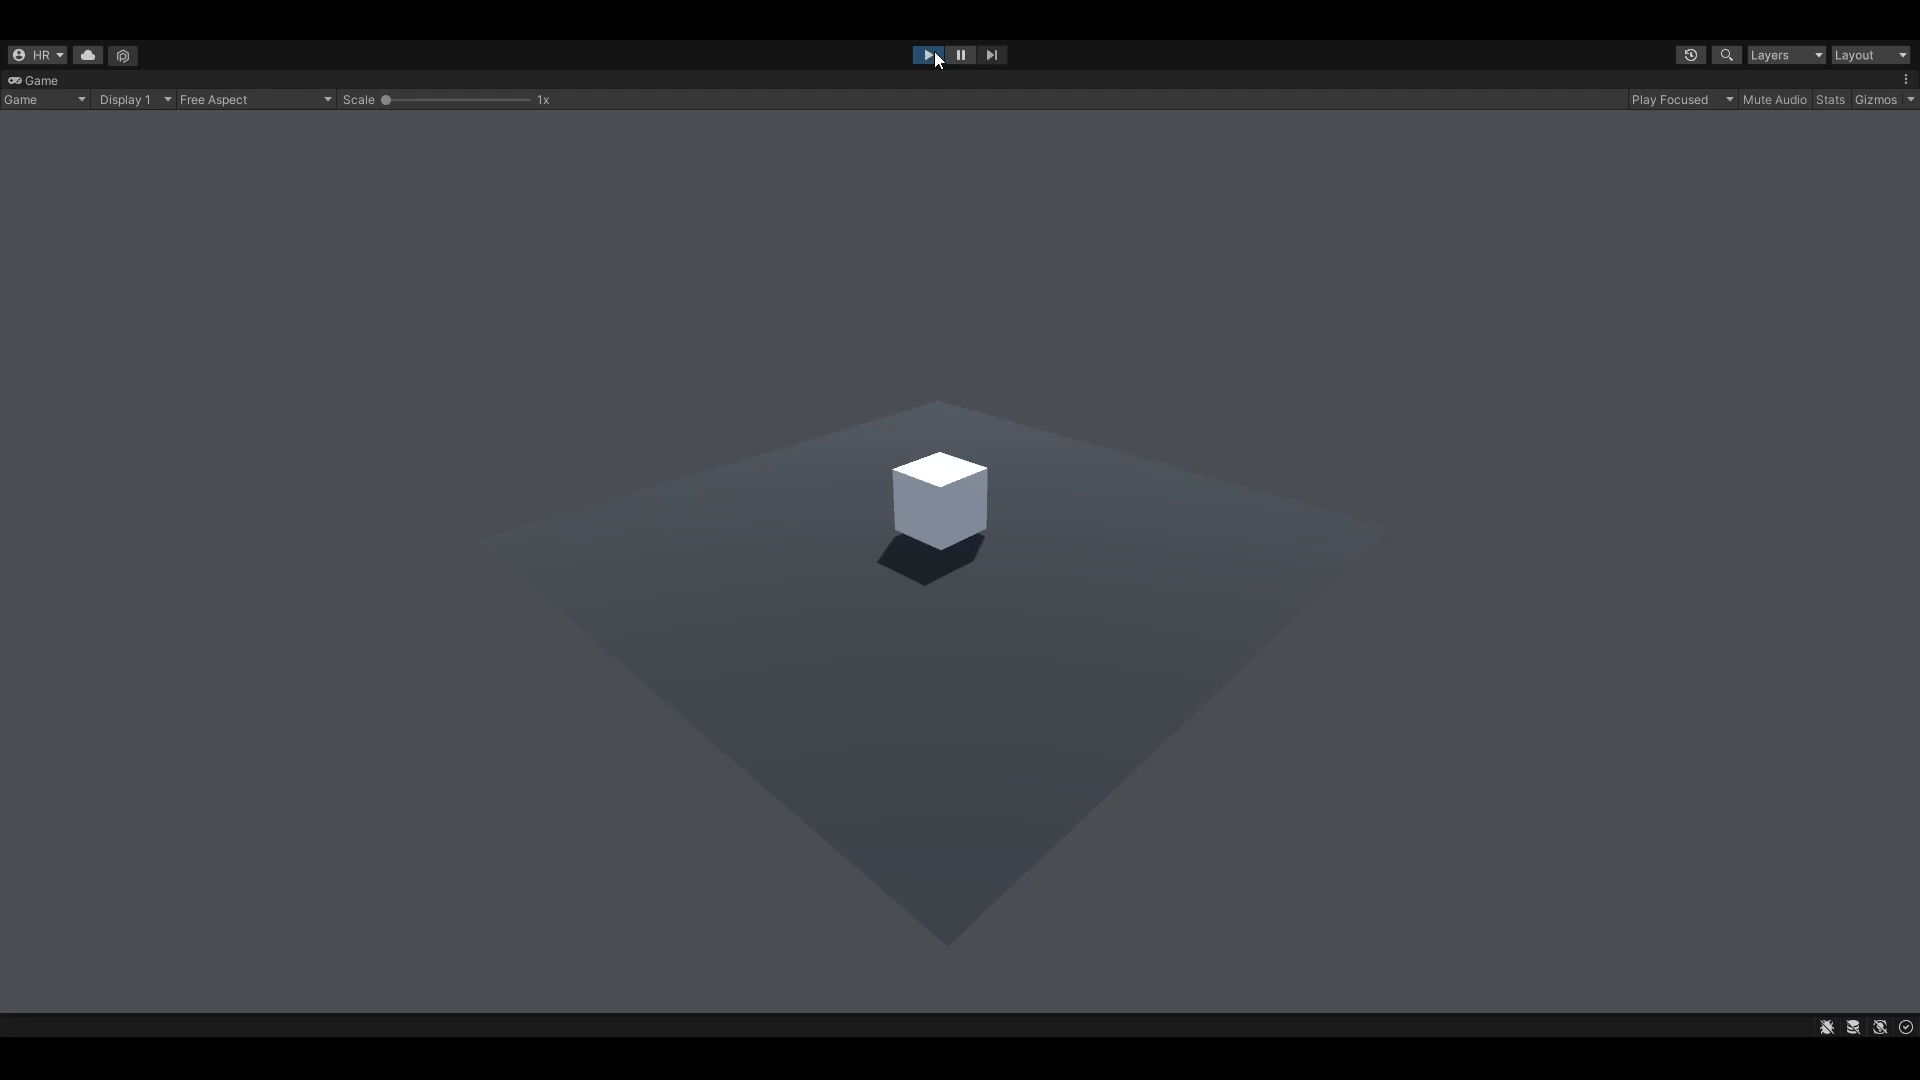 HR
Layers
Layout
Game
Game
Display 1
Free Aspect
Scale
1x
Play Focused
Mute Audio
Stats
Gizmos